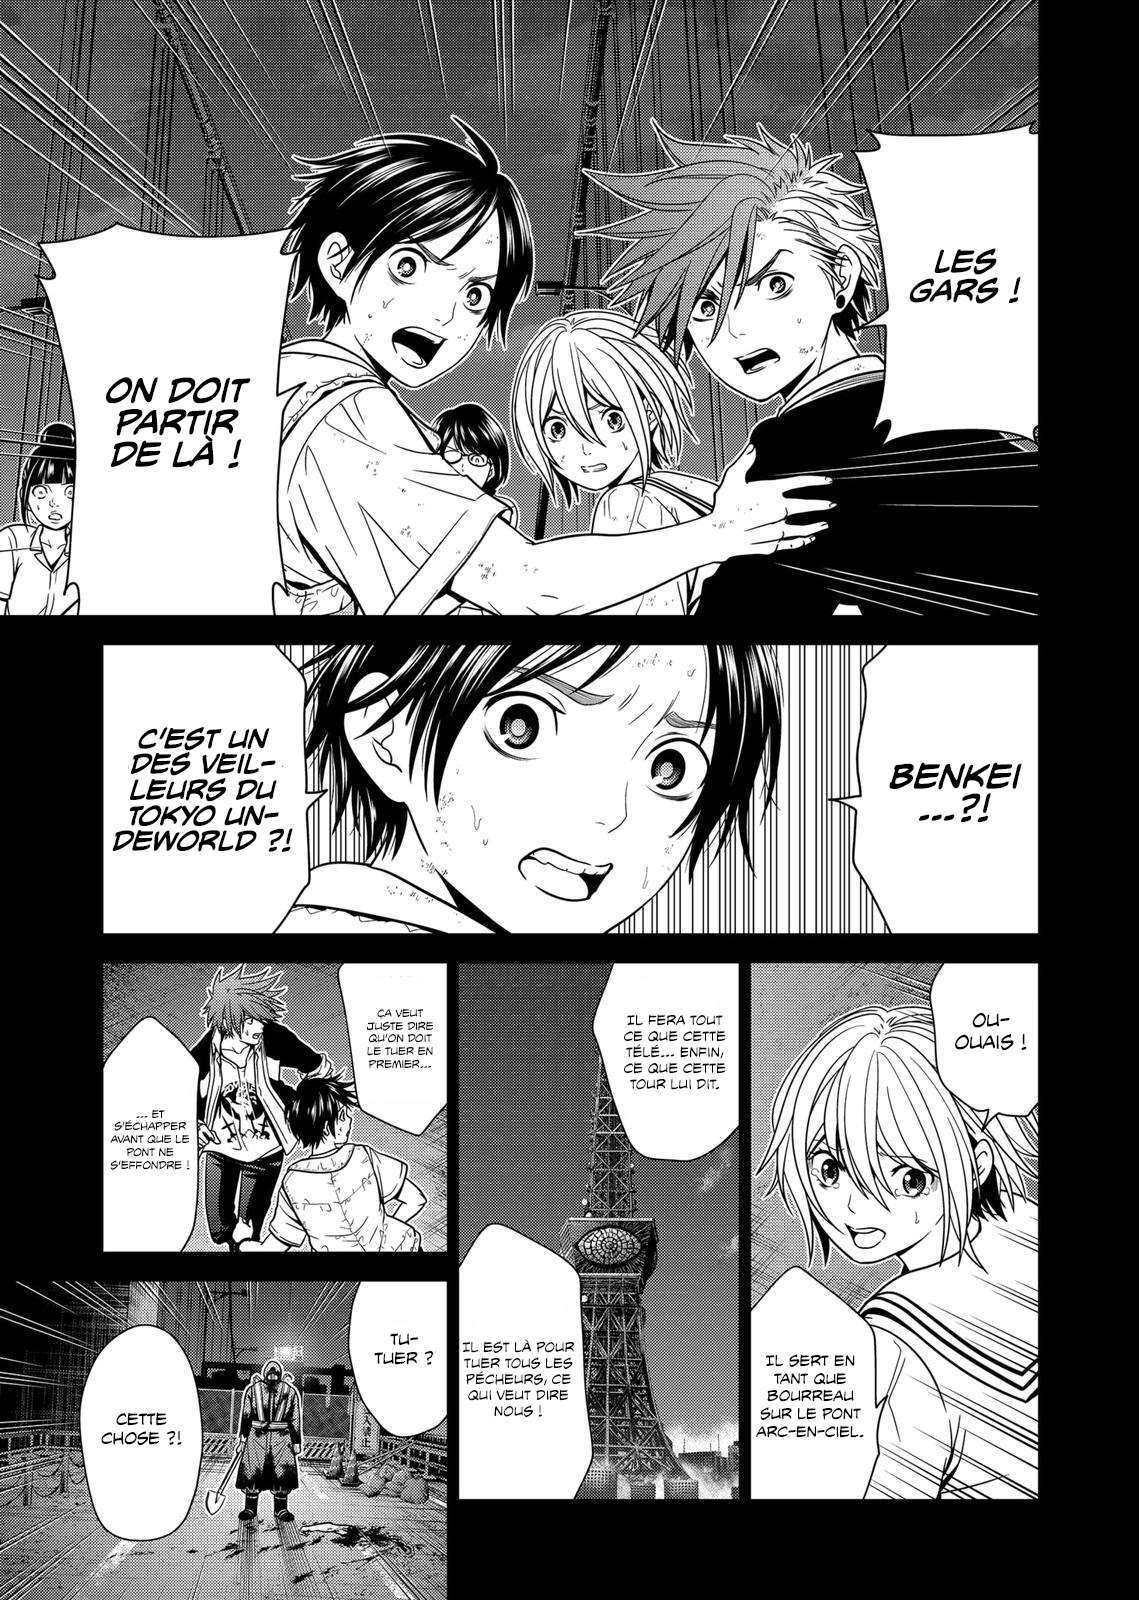 LES
GARS !
ON DOIT
PARTIR
DE LÀ !
BENKEI
...?!
C'EST UN
DES VEIL-
LEURS DU
TOKYO UN-
DEWORLD ?!
OU-
OUAIS !
IL SERT EN
TANT QUE
BOURREAU
SUR LE PONT
ARC-EN-CIEL.
IL FERA TOUT
CE QUE CETTE
TÉLÉ... ENFIN,
CE QUE CETTE
TOUR LUI DIT.
IL EST LÀ POUR
TUER TOUS LES
PÉCHEURS, CE
QUI VEUT DIRE
NOUS !
ÇA VEUT
JUSTE DIRE
QU'ON DOIT
LE TUER EN
PREMIER...
... ET
S'ÉCHAPPER
AVANT QUE LE
PONT NE
S'EFFONDRE !
TU-
TUER ?
CETTE
CHOSE ?!